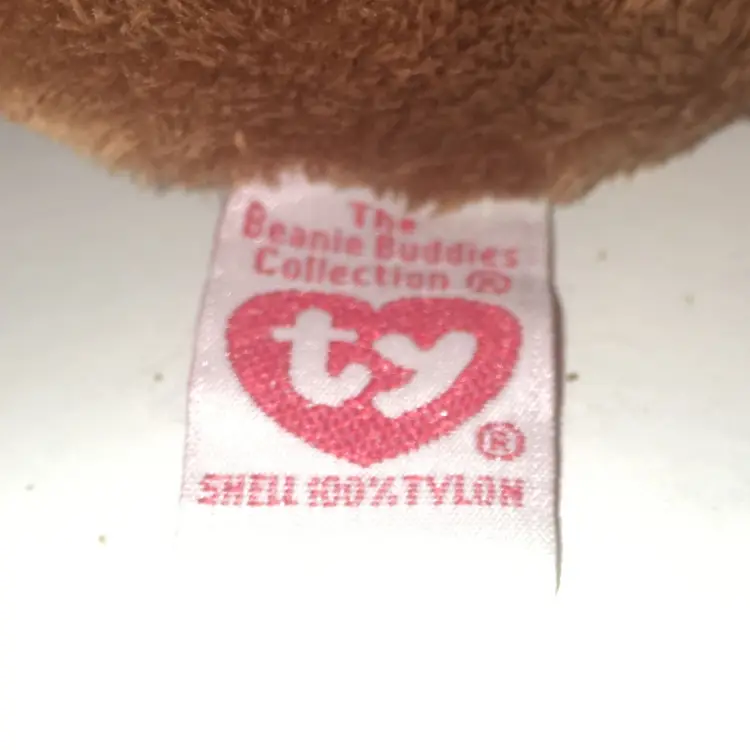 The
Beanie Buddies
Collection ®
ty
®
SHELL 100% TYLON